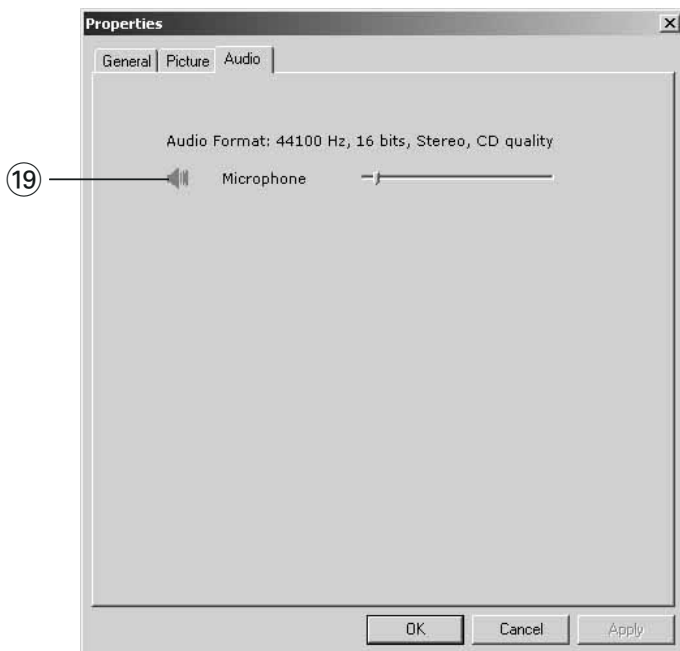 Properties
General Picture Audio
Audio Format: 44100 Hz, 16 bits, Stereo, CD quality
⑲ Microphone
OK Cancel Apply